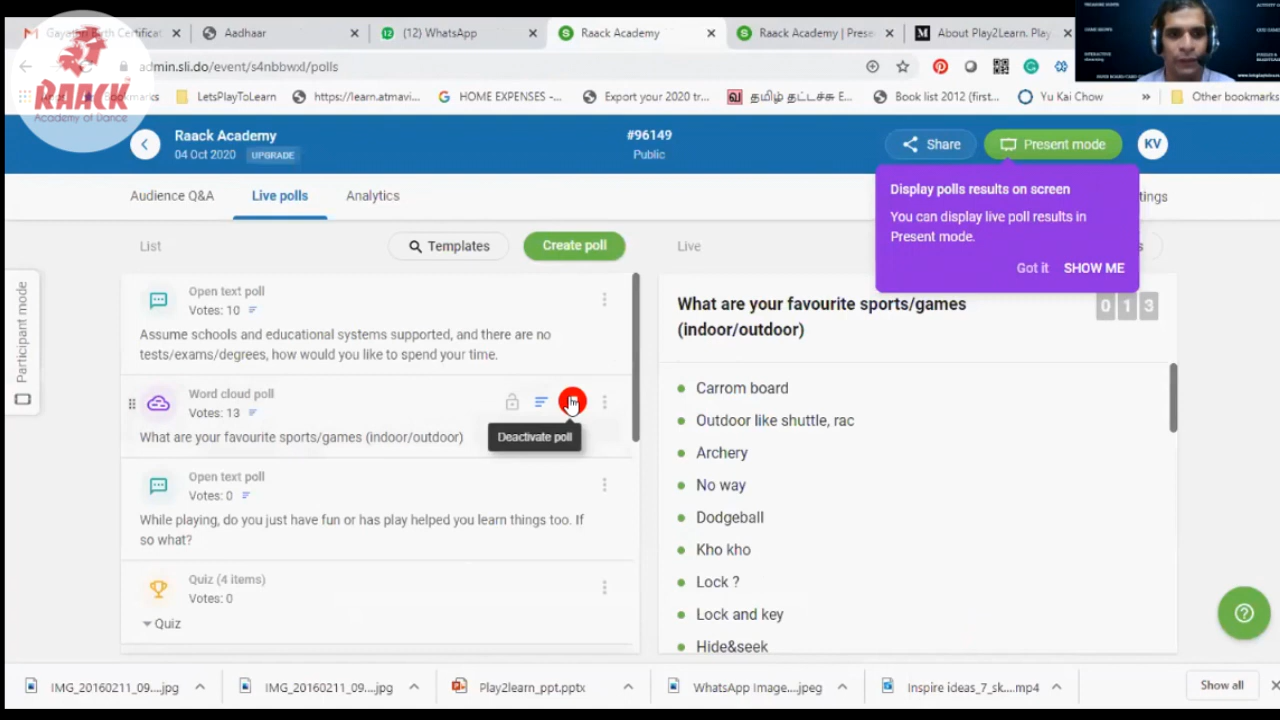 Gayathri Birth Certificat
Aadhaar
(12) WhatsApp
Raack Academy
Raack Academy | Prese
About Play2Learn. Play
admin.sli.do/event/s4nbbwxl/polls
LetsPlayToLearn
https://learn.atmavi...
HOME EXPENSES -...
Export your 2020 tr...
தமிழ் தட்டச்சு E...
Book list 2012 (first...
Yu Kai Chow
»
Other bookmarks
RAACK
Academy of Dance
Raack Academy
04 Oct 2020
UPGRADE
#96149
Public
Share
Present mode
KV
Audience Q&A
Live polls
Analytics
Display polls results on screen
You can display live poll results in
Present mode.
Got it
SHOW ME
Participant mode
List
Templates
Create poll
Open text poll
Votes: 10
Assume schools and educational systems supported, and there are no
tests/exams/degrees, how would you like to spend your time.
Word cloud poll
Votes: 13
What are your favourite sports/games (indoor/outdoor)
Deactivate poll
Open text poll
Votes: 0
While playing, do you just have fun or has play helped you learn things too. If
so what?
Quiz (4 items)
Votes: 0
Quiz
Live
What are your favourite sports/games
(indoor/outdoor)
0 1 3
Carrom board
Outdoor like shuttle, rac
Archery
No way
Dodgeball
Kho kho
Lock ?
Lock and key
Hide&seek
IMG_20160211_09....jpg
IMG_20160211_09....jpg
Play2learn_ppt.pptx
WhatsApp Image....jpeg
Inspire ideas_7_sk....mp4
Show all